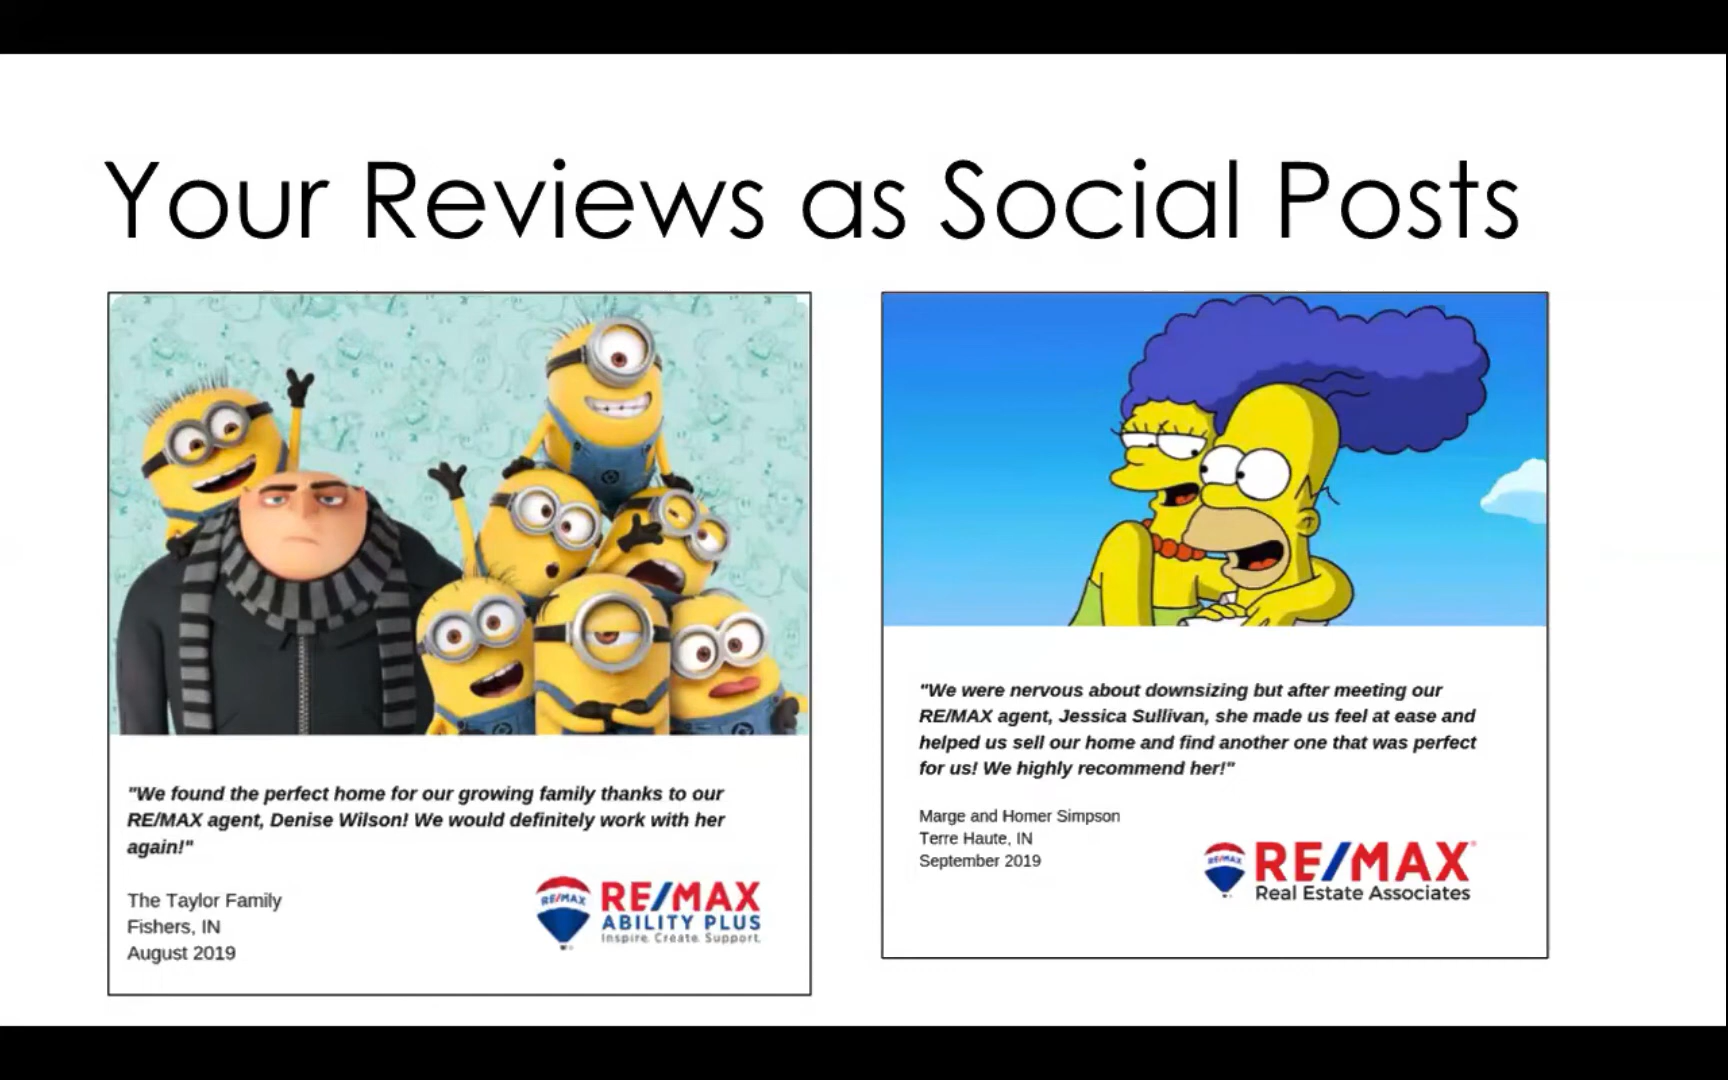 Your Reviews as Social Posts
"We found the perfect home for our growing family thanks to our
RE/MAX agent, Denise Wilson! We would definitely work with her
again!"
The Taylor Family
Fishers, IN
August 2019
RE/MAX
RE/MAX
ABILITY PLUS
Inspire. Create. Support.
"We were nervous about downsizing but after meeting our
RE/MAX agent, Jessica Sullivan, she made us feel at ease and
helped us sell our home and find another one that was perfect
for us! We highly recommend her!"
Marge and Homer Simpson
Terre Haute, IN
September 2019
RE/MAX
RE/MAX®
Real Estate Associates